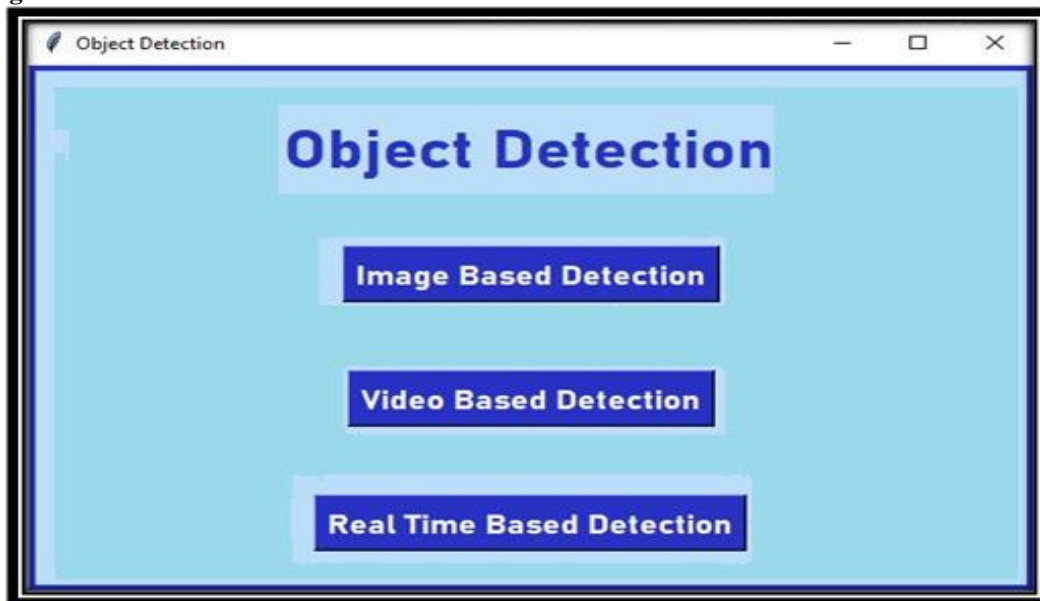 Object Detection
Object Detection
Image Based Detection
Video Based Detection
Real Time Based Detection